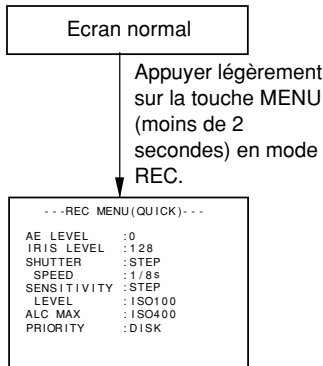 Ecran normal
Appuyer légèrement
sur la touche MENU
(moins de 2
secondes) en mode
REC.
---REC MENU(QUICK)---
AE LEVEL :0
IRIS LEVEL :128
SHUTTER :STEP
SPEED :1/8s
SENSITIVITY :STEP
LEVEL :ISO100
ALC MAX :ISO400
PRIORITY :DISK